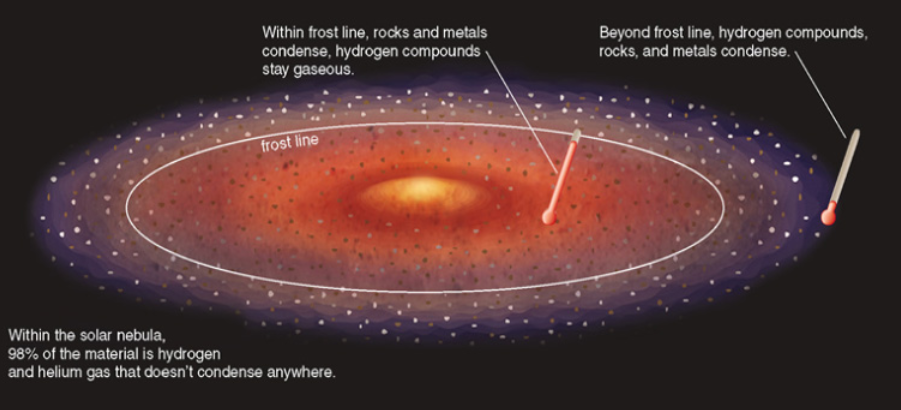 Within frost line, rocks and metals
condense, hydrogen compounds
stay gaseous.
Beyond frost line, hydrogen compounds,
rocks, and metals condense.
frost line
Within the solar nebula,
98% of the material is hydrogen
and helium gas that doesn't condense anywhere.